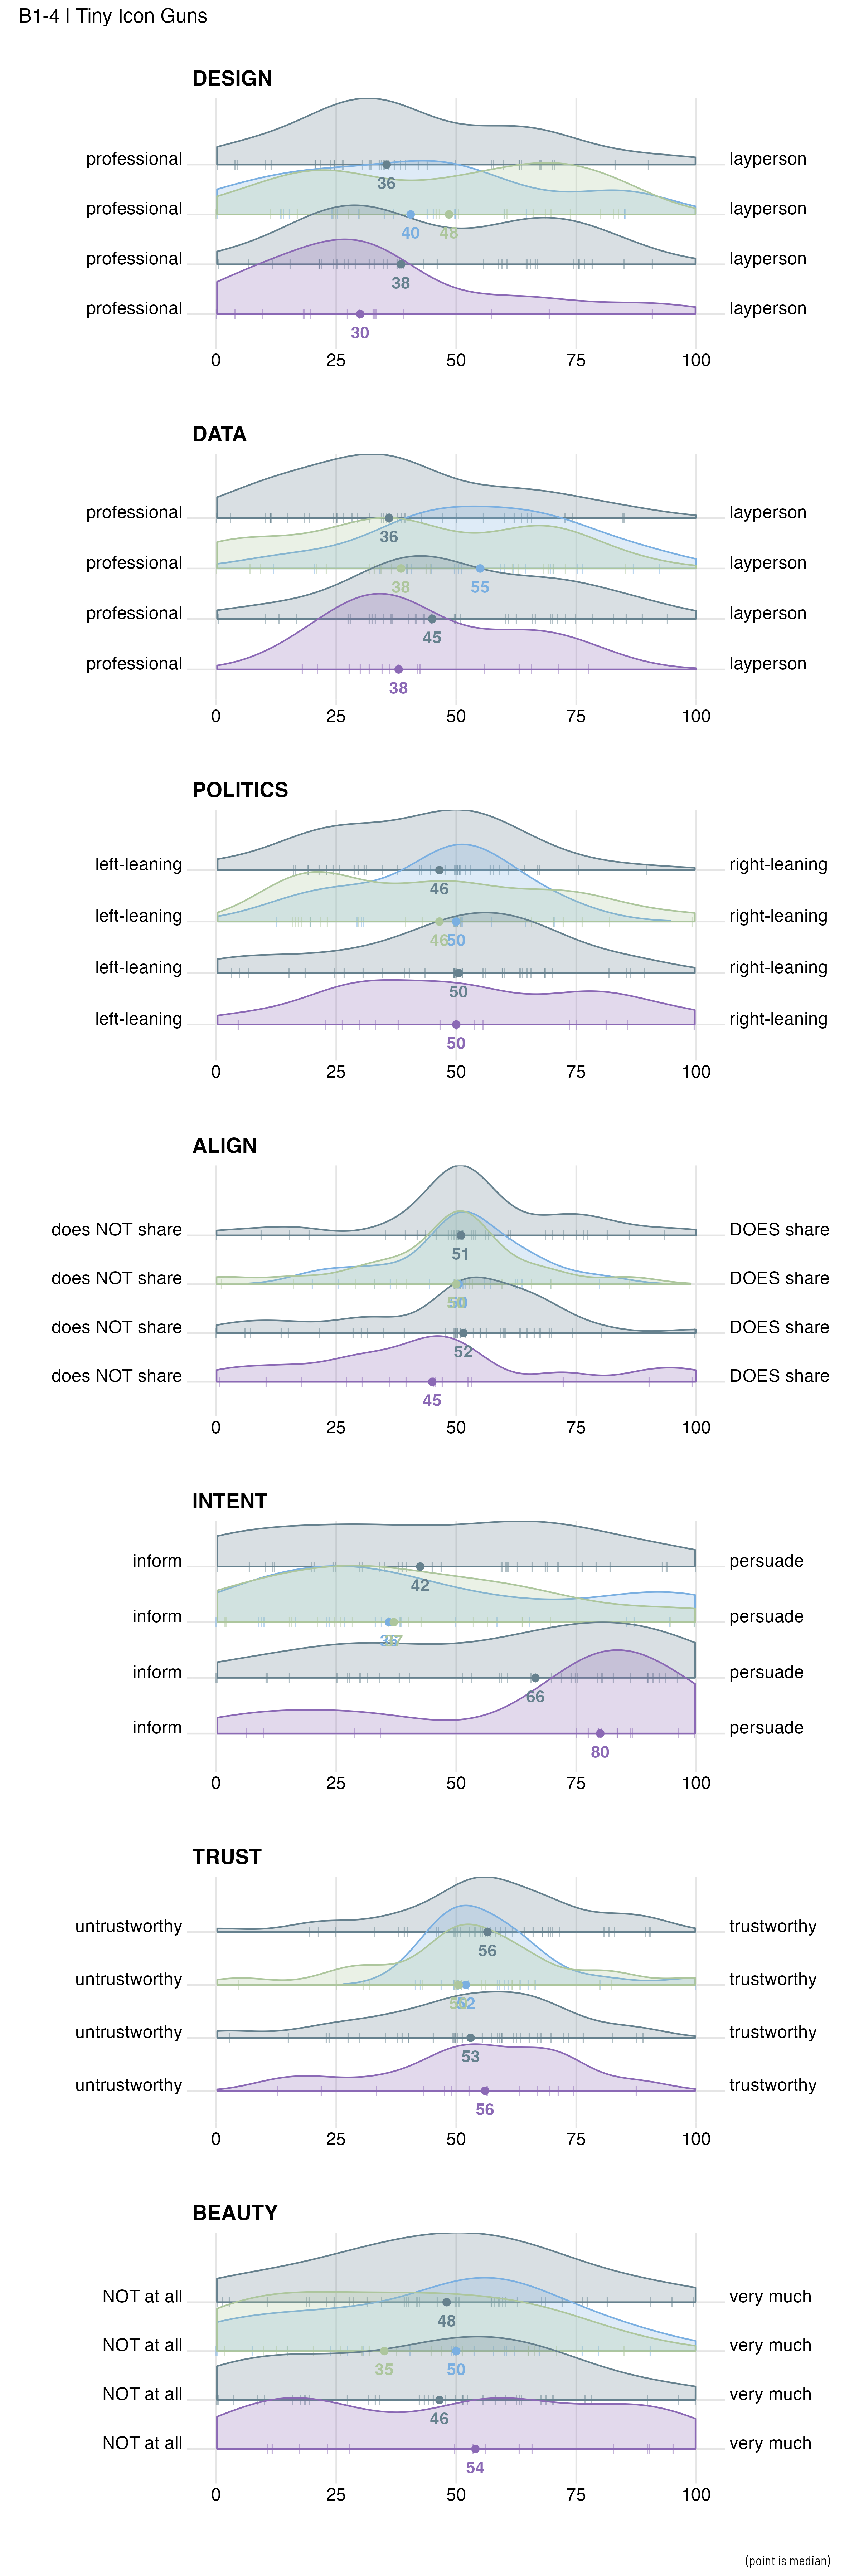 B1-4 | Tiny Icon Guns
DESIGN
professional layperson
36
professional layperson
40 48
professional layperson
38
professional layperson
30
0 25 50 75 100
DATA
professional layperson
36
professional layperson
38 55
professional layperson
45
professional layperson
38
0 25 50 75 100
POLITICS
left-leaning right-leaning
46
left-leaning right-leaning
46 50
left-leaning right-leaning
50
left-leaning right-leaning
50
0 25 50 75 100
ALIGN
does NOT share DOES share
51
does NOT share DOES share
50
does NOT share DOES share
52
does NOT share DOES share
45
0 25 50 75 100
INTENT
inform persuade
42
inform persuade
36 37
inform persuade
66
inform persuade
80
0 25 50 75 100
TRUST
untrustworthy trustworthy
56
untrustworthy trustworthy
52
untrustworthy trustworthy
53
untrustworthy trustworthy
56
0 25 50 75 100
BEAUTY
NOT at all very much
48
NOT at all very much
35 50
NOT at all very much
46
NOT at all very much
54
0 25 50 75 100
(point is median)